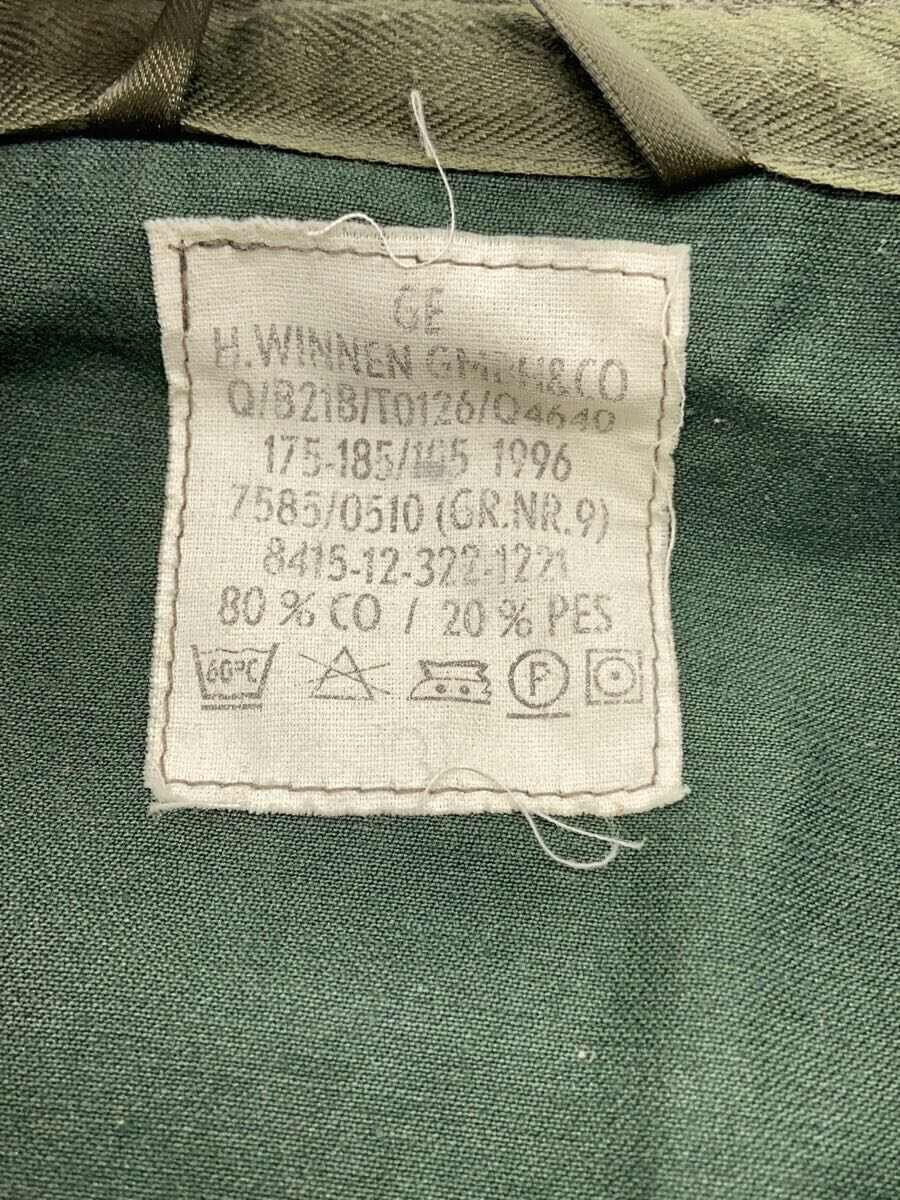 GE
H.WINNEN GMBH&CO
Q/B21B/T0126/Q4640
175-185/105 1996
7585/0510 (GR.NR.9)
8415-12-322-1221
80 % CO / 20 % PES
60°C F